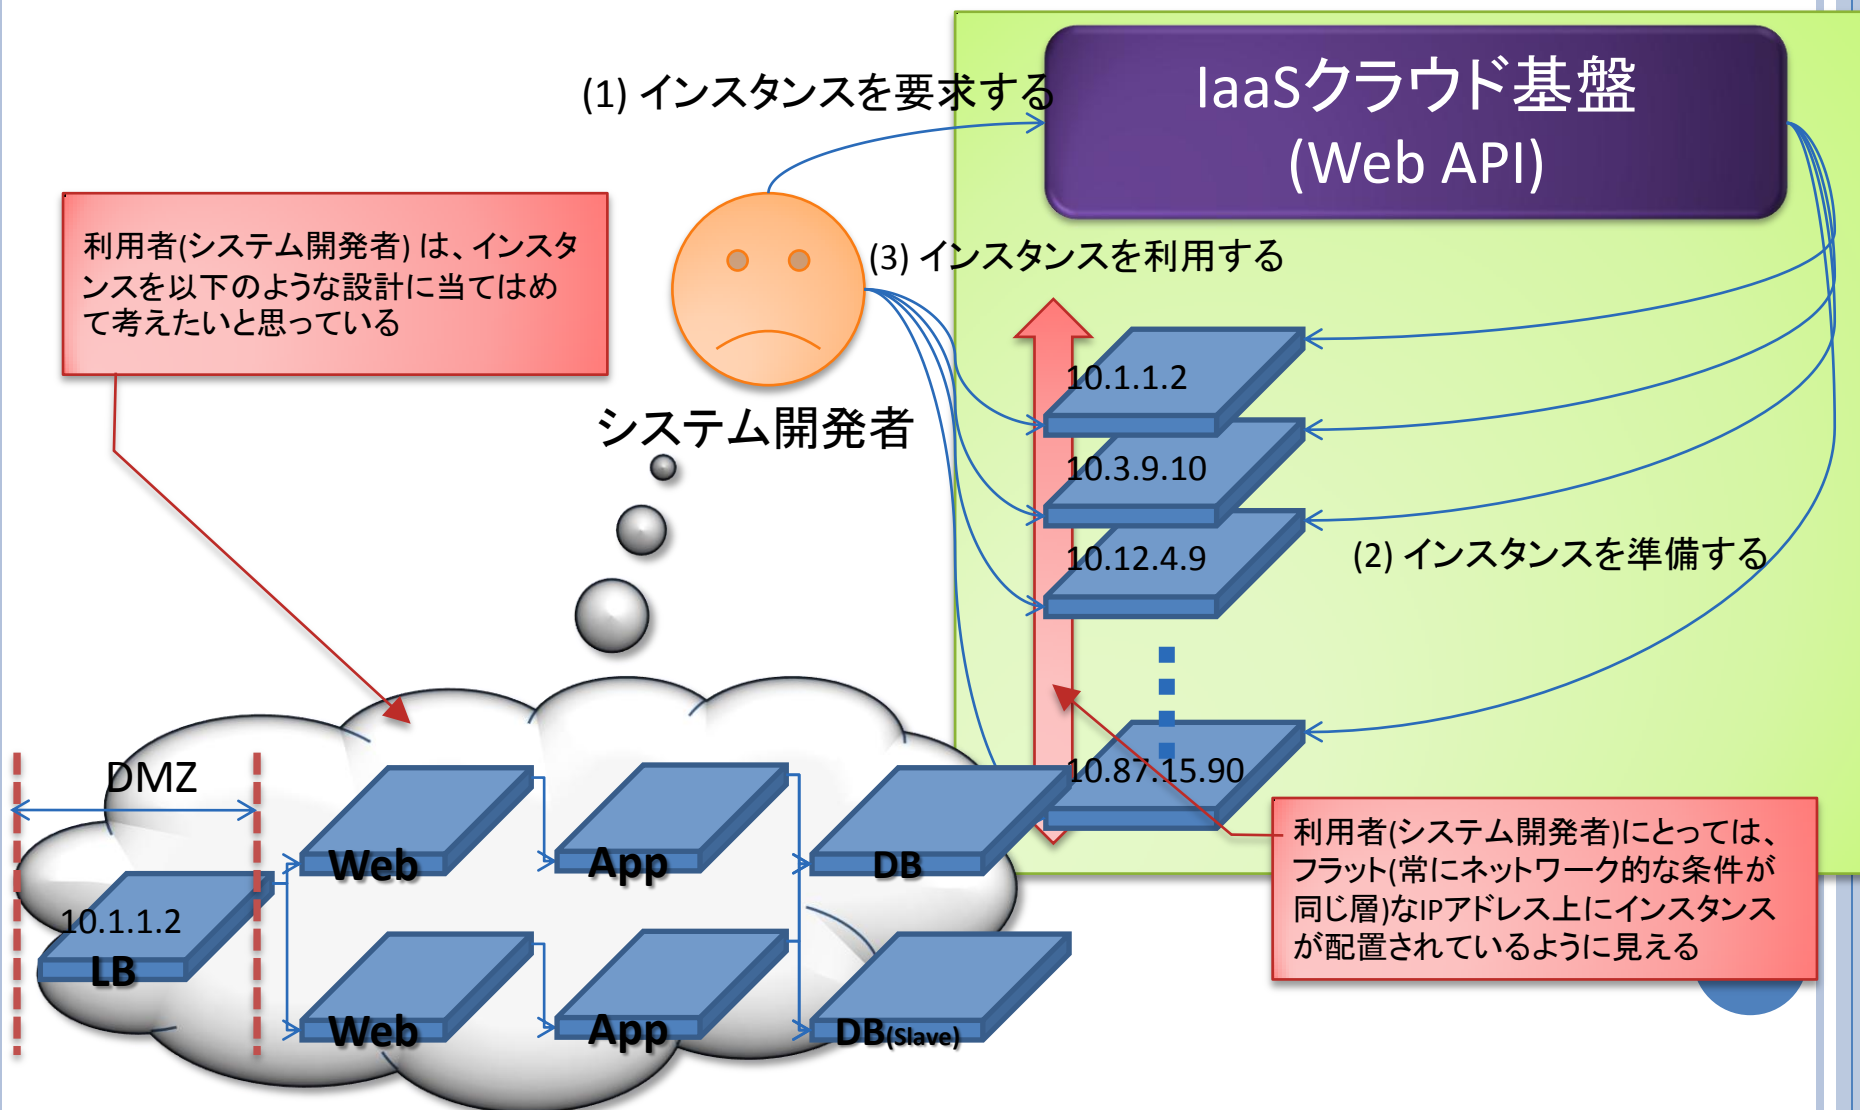 (1) インスタンスを要求する
IaaSクラウド基盤
(Web API)
利用者(システム開発者) は、インスタ
ンスを以下のような設計に当てはめ
て考えたいと思っている
(3) インスタンスを利用する
システム開発者
10.1.1.2
10.3.9.10
10.12.4.9
(2) インスタンスを準備する
10.87.15.90
DMZ
10.1.1.2
LB
Web
App
DB
Web
App
DB(Slave)
利用者(システム開発者)にとっては、
フラット(常にネットワーク的な条件が
同じ層)なIPアドレス上にインスタンス
が配置されているように見える